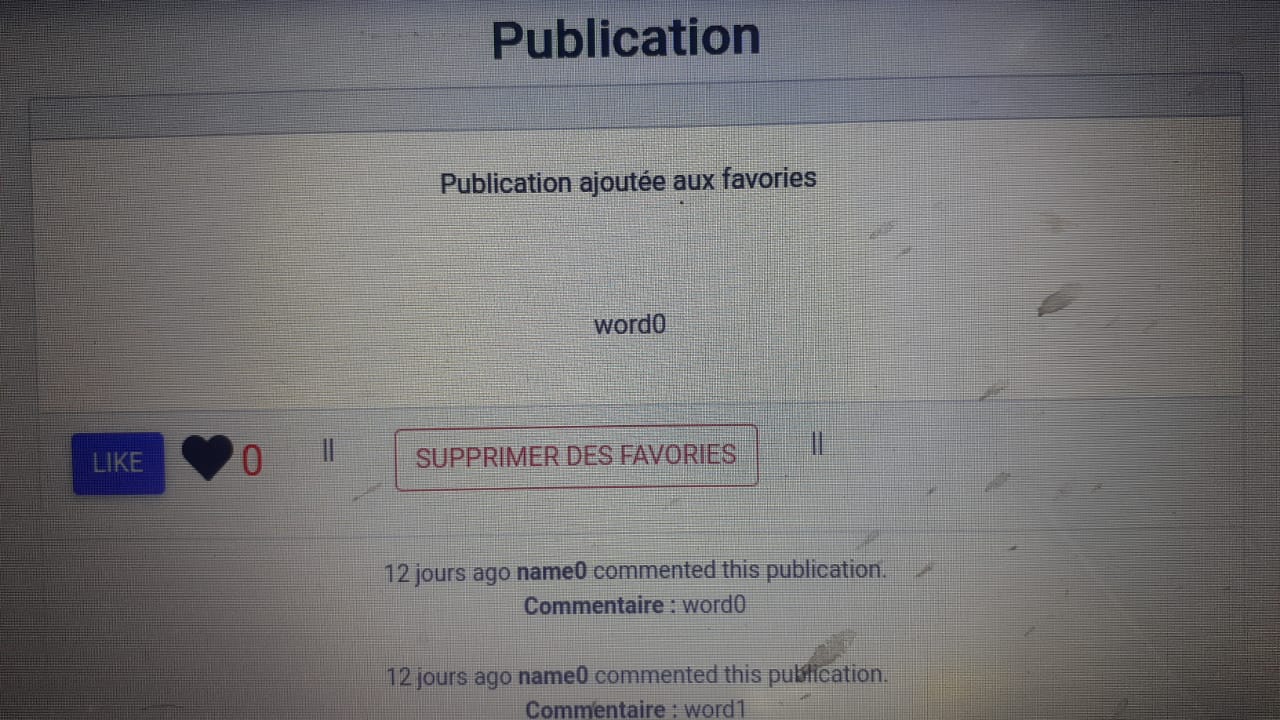 Publication
Publication ajoutée aux favories
word0
LIKE 0 || SUPPRIMER DES FAVORIES ||
12 jours ago name0 commented this publication.
Commentaire : word0
12 jours ago name0 commented this publication.
Commentaire : word1